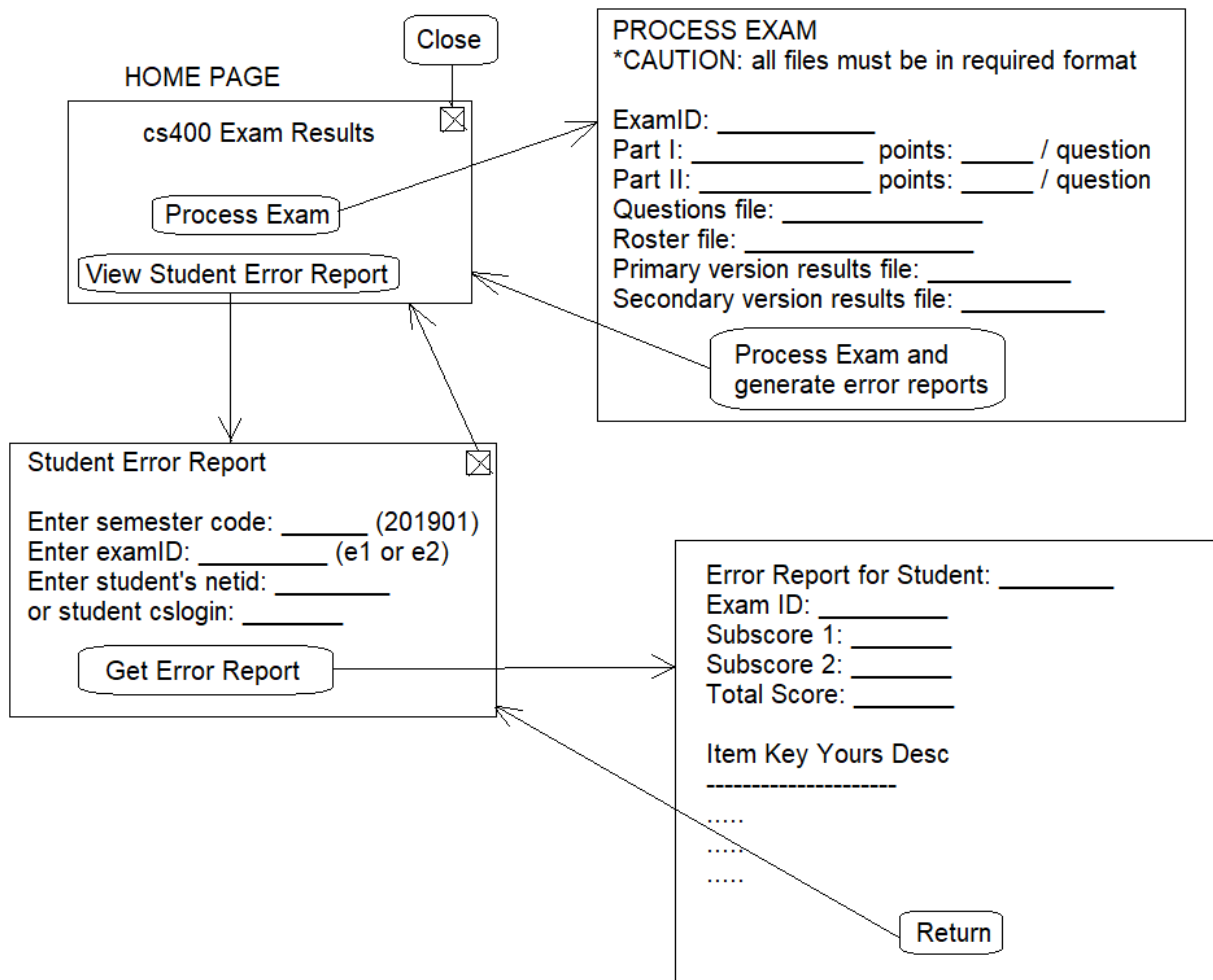 Close
HOME PAGE
cs400 Exam Results
Process Exam
View Student Error Report
PROCESS EXAM
*CAUTION: all files must be in required format
ExamID: ___________
Part I: ____________ points: _____ / question
Part II: ____________ points: _____ / question
Questions file: ______________
Roster file: ________________
Primary version results file: __________
Secondary version results file: __________
Process Exam and
generate error reports
Student Error Report
Enter semester code: ______ (201901)
Enter examID: _________ (e1 or e2)
Enter student's netid: ________
or student cslogin: _______
Get Error Report
Error Report for Student: ________
Exam ID: _________
Subscore 1: _______
Subscore 2: _______
Total Score: _______
Item Key Yours Desc
----------------------
.....
.....
.....
Return